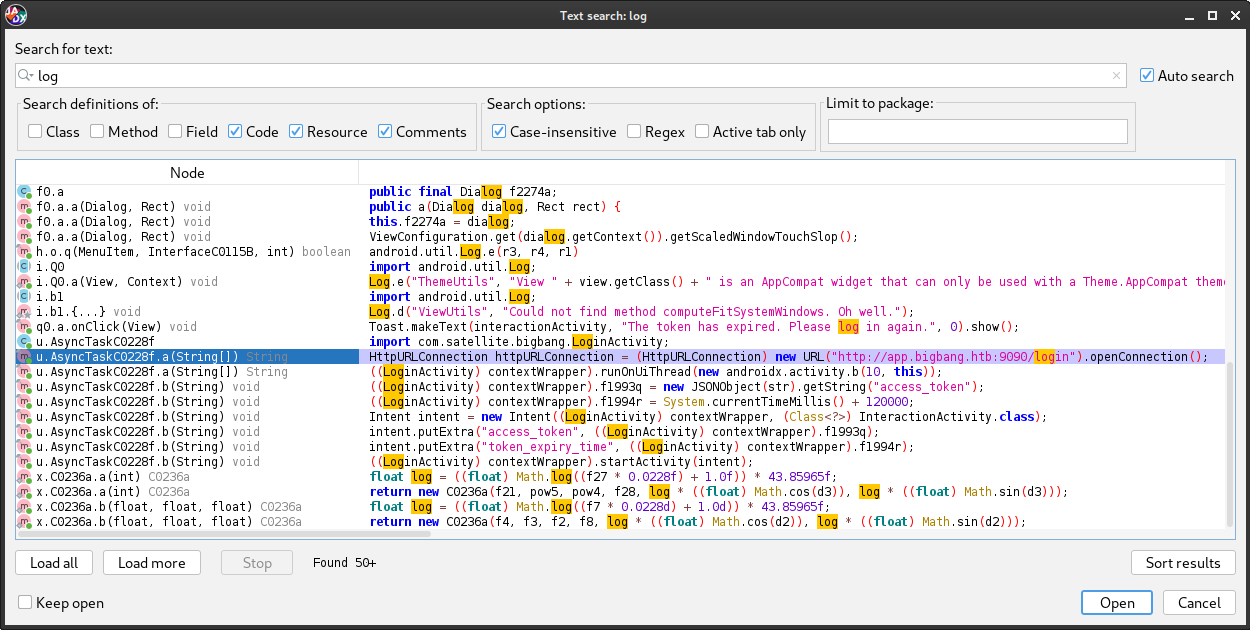 Text search: log
Search for text:
log
Auto search
Search definitions of:
Class Method Field Code Resource Comments
Search options:
Case-insensitive Regex Active tab only
Limit to package:
Node
f0.a public final Dialog f2274a;
f0.a.a(Dialog, Rect) void public a(Dialog dialog, Rect rect) {
f0.a.a(Dialog, Rect) void this.f2274a = dialog;
f0.a.a(Dialog, Rect) void ViewConfiguration.get(dialog.getContext()).getScaledWindowTouchSlop();
h.o.q(MenuItem, InterfaceC0115B, int) boolean android.util.Log.e(r3, r4, r1)
i.Q0 import android.util.Log;
i.Q0.a(View, Context) void Log.e("ThemeUtils", "View " + view.getClass() + " is an AppCompat widget that can only be used with a Theme.AppCompat theme
i.b1 import android.util.Log;
i.b1.{...} void Log.d("ViewUtils", "Could not find method computeFitSystemWindows. Oh well.");
q0.a.onClick(View) void Toast.makeText(interactionActivity, "The token has expired. Please log in again.", 0).show();
u.AsyncTaskC0228f import com.satellite.bigbang.LoginActivity;
u.AsyncTaskC0228f.a(String[]) String HttpURLConnection httpURLConnection = (HttpURLConnection) new URL("http://app.bigbang.htb:9090/login").openConnection();
u.AsyncTaskC0228f.a(String[]) String ((LoginActivity) contextWrapper).runOnUiThread(new androidx.activity.b(10, this));
u.AsyncTaskC0228f.b(String) void ((LoginActivity) contextWrapper).f1993q = new JSONObject(str).getString("access_token");
u.AsyncTaskC0228f.b(String) void ((LoginActivity) contextWrapper).f1994r = System.currentTimeMillis() + 120000;
u.AsyncTaskC0228f.b(String) void Intent intent = new Intent((LoginActivity) contextWrapper, (Class<?>) InteractionActivity.class);
u.AsyncTaskC0228f.b(String) void intent.putExtra("access_token", ((LoginActivity) contextWrapper).f1993q);
u.AsyncTaskC0228f.b(String) void intent.putExtra("token_expiry_time", ((LoginActivity) contextWrapper).f1994r);
u.AsyncTaskC0228f.b(String) void ((LoginActivity) contextWrapper).startActivity(intent);
x.C0236a.a(int) C0236a float log = ((float) Math.log((f27 * 0.0228f) + 1.0f)) * 43.85965f;
x.C0236a.a(int) C0236a return new C0236a(f21, pow5, pow4, f28, log * ((float) Math.cos(d3)), log * ((float) Math.sin(d3)));
x.C0236a.b(float, float, float) C0236a float log = ((float) Math.log((f7 * 0.0228d) + 1.0d)) * 43.85965f;
x.C0236a.b(float, float, float) C0236a return new C0236a(f4, f3, f2, f8, log * ((float) Math.cos(d2)), log * ((float) Math.sin(d2)));
Load all Load more Stop Found 50+ Sort results
Keep open Open Cancel